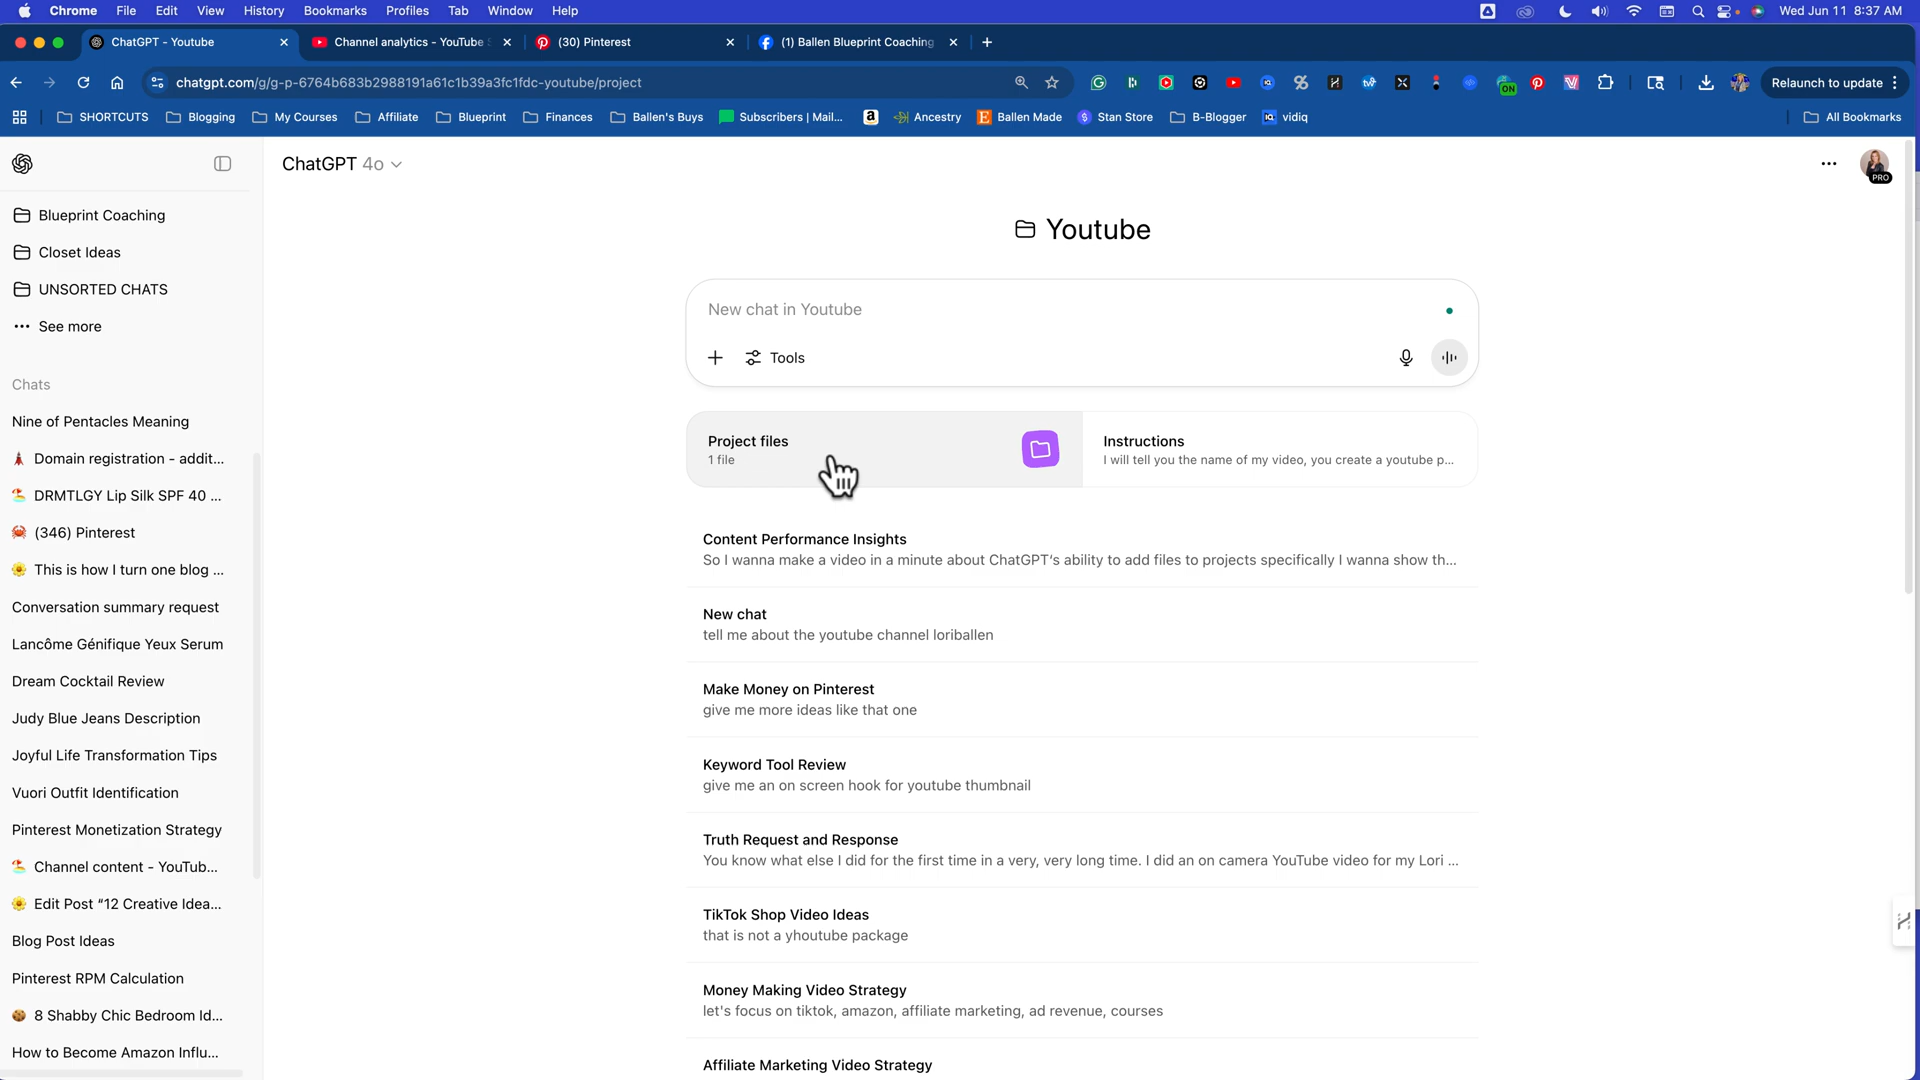 Chrome File Edit View History Bookmarks Profiles Tab Window Help Wed Jun 11 8:37 AM
ChatGPT - Youtube Channel analytics - YouTube (30) Pinterest (1) Ballen Blueprint Coaching
chatgpt.com/g/g-p-6764b683b2988191a61c1b39a3fc1fdc-youtube/project ON Relaunch to update
SHORTCUTS Blogging My Courses Affiliate Blueprint Finances Ballen's Buys Subscribers | Mail... Ancestry Ballen Made Stan Store B-Blogger vidiq All Bookmarks
ChatGPT 4o
PRO
Blueprint Coaching
Closet Ideas
UNSORTED CHATS
See more
Chats
Nine of Pentacles Meaning
Domain registration - addit...
DRMTLGY Lip Silk SPF 40 ...
(346) Pinterest
This is how I turn one blog ...
Conversation summary request
Lancôme Génifique Yeux Serum
Dream Cocktail Review
Judy Blue Jeans Description
Joyful Life Transformation Tips
Vuori Outfit Identification
Pinterest Monetization Strategy
Channel content - YouTub...
Edit Post “12 Creative Idea...
Blog Post Ideas
Pinterest RPM Calculation
8 Shabby Chic Bedroom Id...
How to Become Amazon Influ...
Youtube
New chat in Youtube
Tools
Project files
1 file
Instructions
I will tell you the name of my video, you create a youtube p...
Content Performance Insights
So I wanna make a video in a minute about ChatGPT's ability to add files to projects specifically I wanna show th...
New chat
tell me about the youtube channel loriballen
Make Money on Pinterest
give me more ideas like that one
Keyword Tool Review
give me an on screen hook for youtube thumbnail
Truth Request and Response
You know what else I did for the first time in a very, very long time. I did an on camera YouTube video for my Lori ...
TikTok Shop Video Ideas
that is not a yhoutube package
Money Making Video Strategy
let's focus on tiktok, amazon, affiliate marketing, ad revenue, courses
Affiliate Marketing Video Strategy